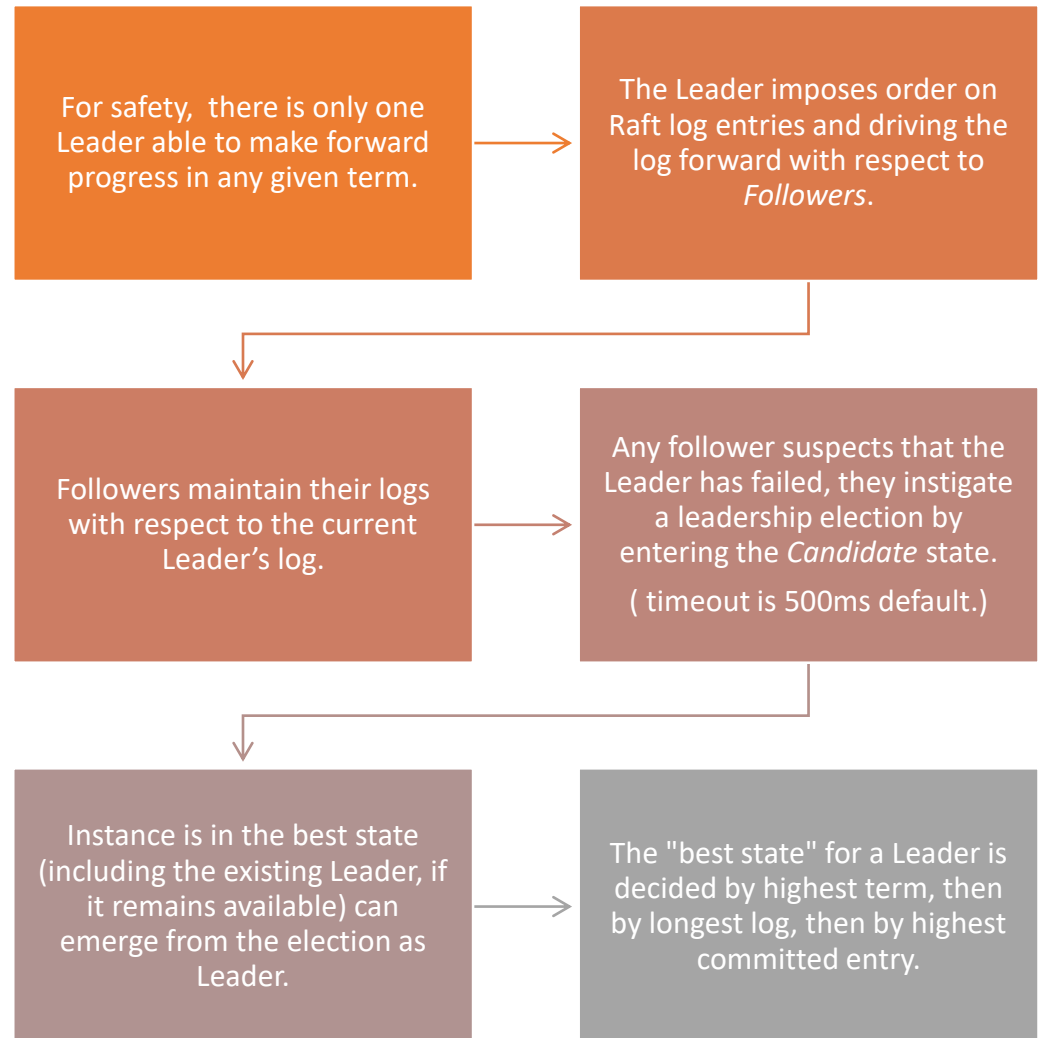 For safety,  there is only one
Leader able to make forward
progress in any given term.
The Leader imposes order on
Raft log entries and driving the
log forward with respect to
Followers.
Followers maintain their logs
with respect to the current
Leader’s log.
Any follower suspects that the
Leader has failed, they instigate
a leadership election by
entering the Candidate state.
( timeout is 500ms default.)
Instance is in the best state
(including the existing Leader, if
it remains available) can
emerge from the election as
Leader.
The "best state" for a Leader is
decided by highest term, then
by longest log, then by highest
committed entry.